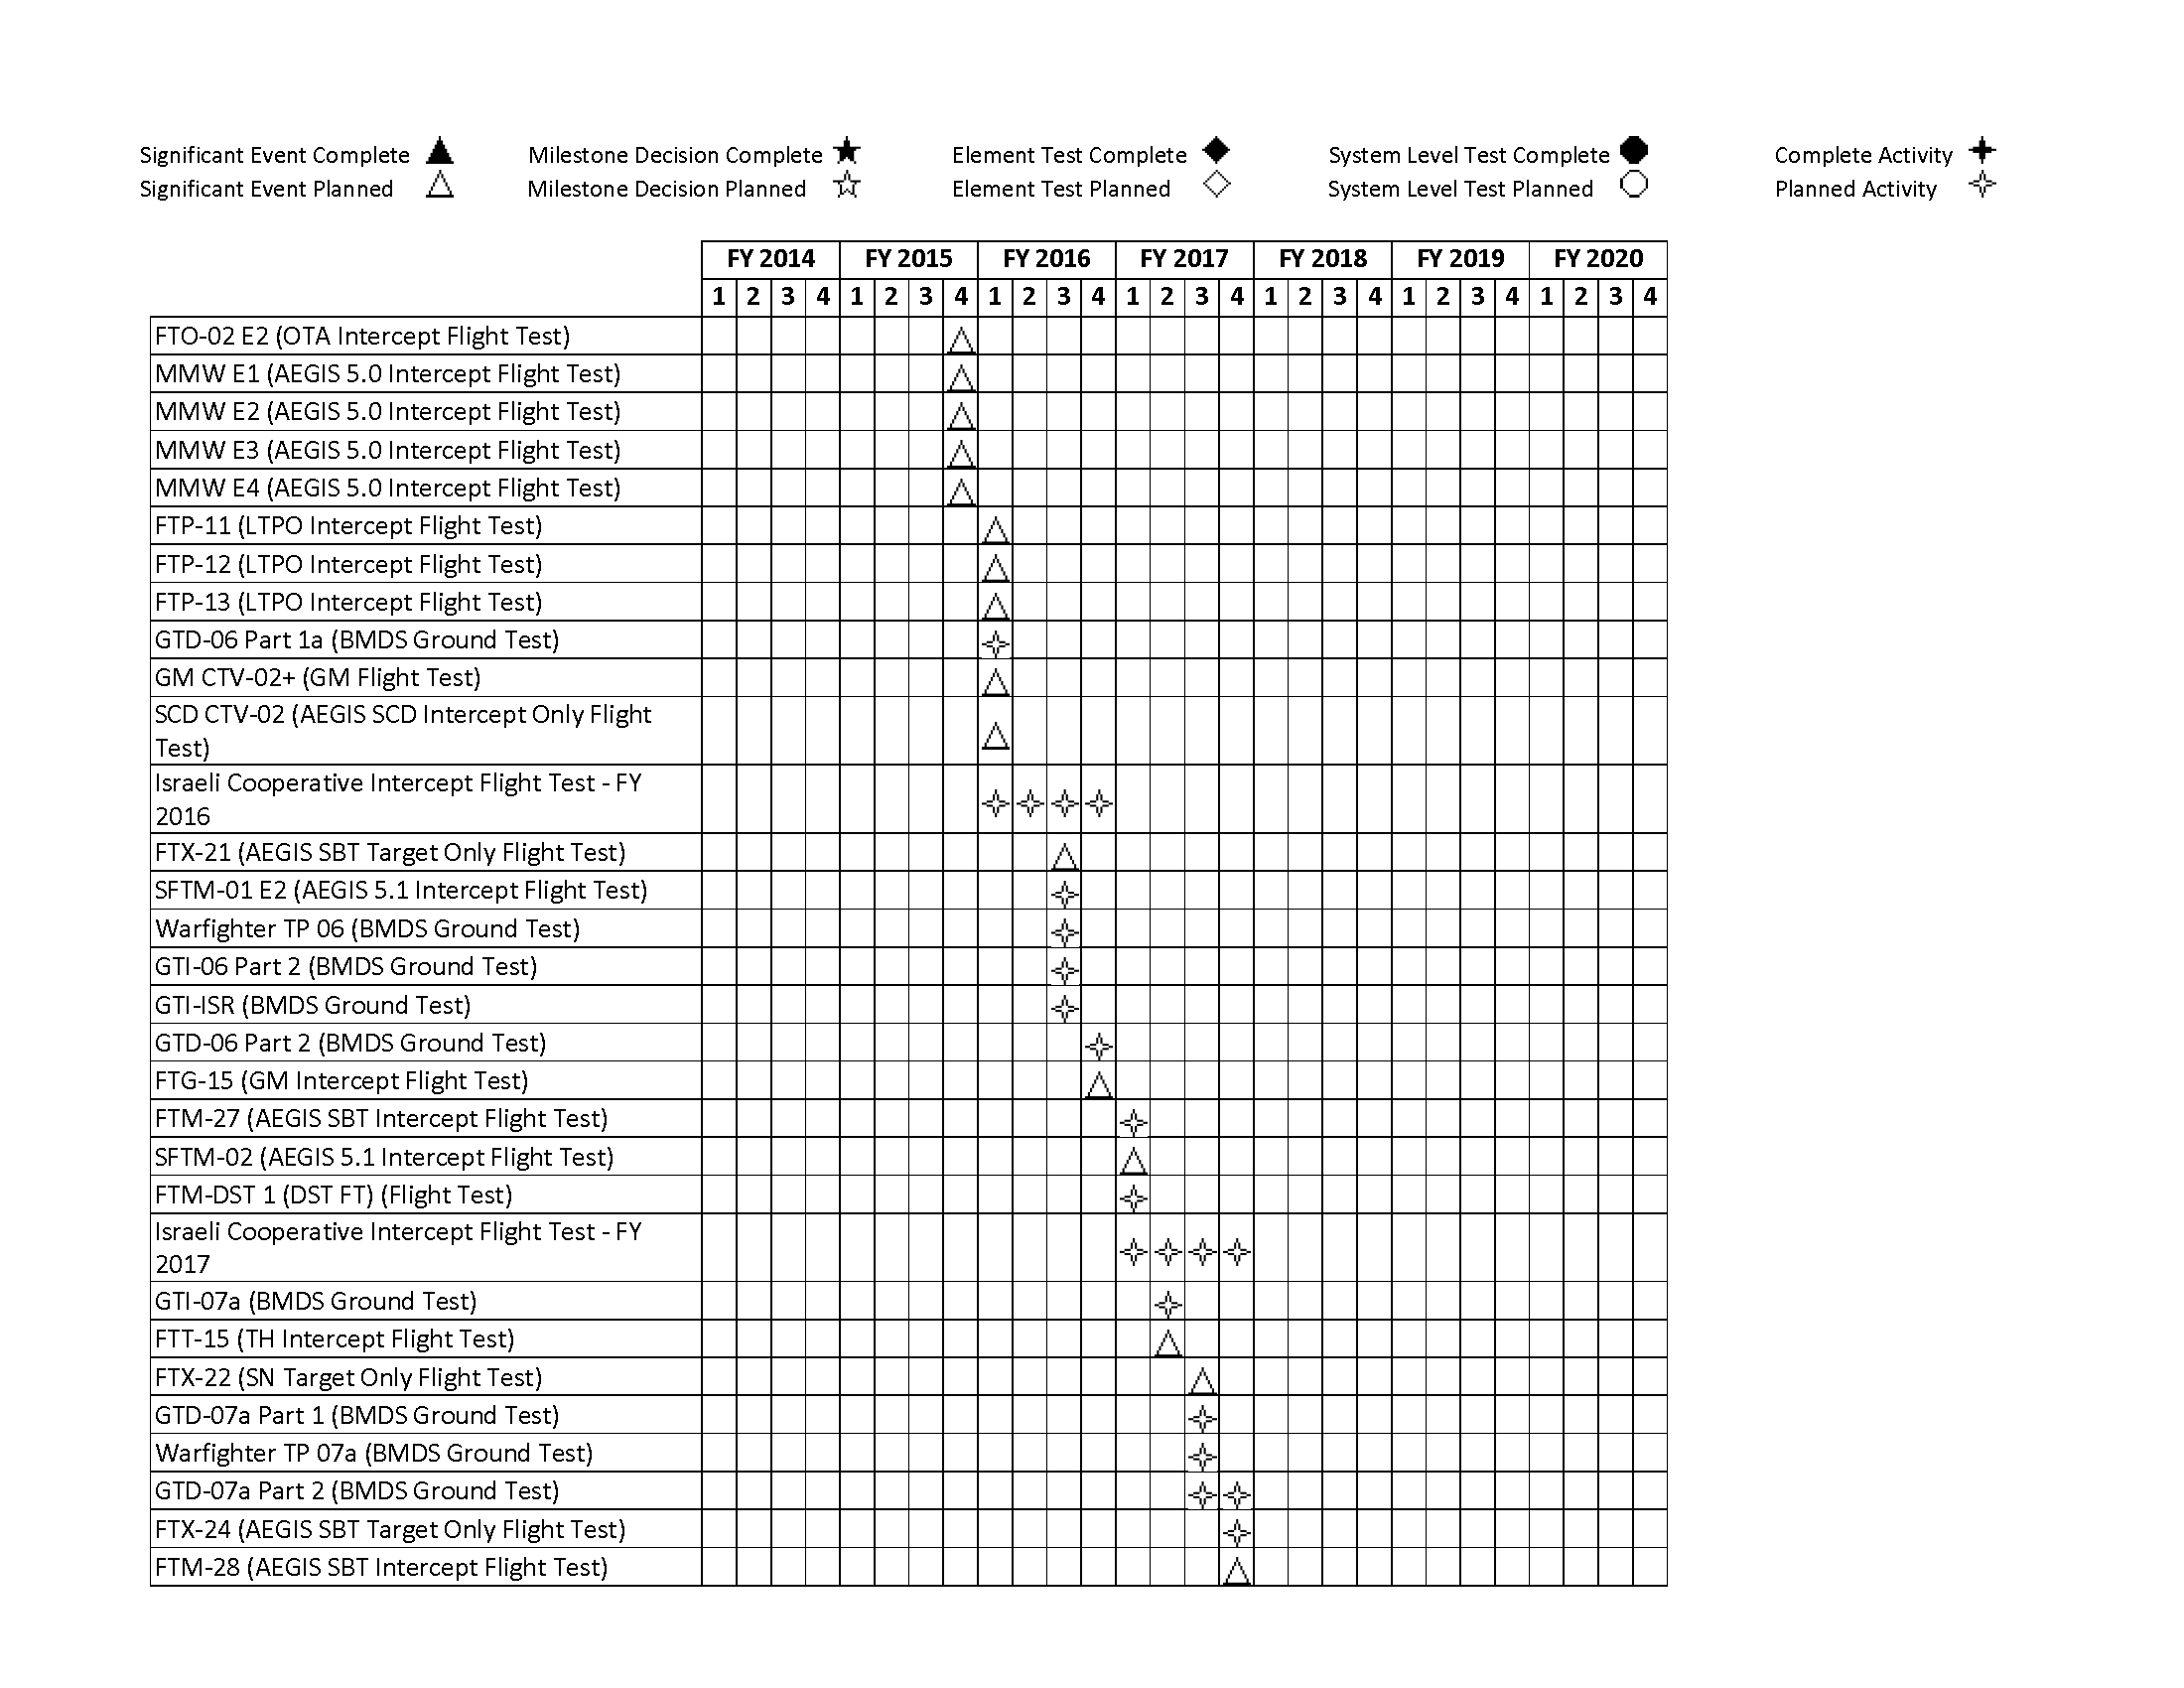 Significant Event Complete Milestone Decision Complete Element Test Complete System Level Test Complete Complete Activity
Significant Event Planned Milestone Decision Planned Element Test Planned System Level Test Planned Planned Activity
FY 2014 FY 2015 FY 2016 FY 2017 FY 2018 FY 2019 FY 2020
1 2 3 4 1 2 3 4 1 2 3 4 1 2 3 4 1 2 3 4 1 2 3 4 1 2 3 4
FTO-02 E2 (OTA Intercept Flight Test)
MMW E1 (AEGIS 5.0 Intercept Flight Test)
MMW E2 (AEGIS 5.0 Intercept Flight Test)
MMW E3 (AEGIS 5.0 Intercept Flight Test)
MMW E4 (AEGIS 5.0 Intercept Flight Test)
FTP-11 (LTPO Intercept Flight Test)
FTP-12 (LTPO Intercept Flight Test)
FTP-13 (LTPO Intercept Flight Test)
GTD-06 Part 1a (BMDS Ground Test)
GM CTV-02+ (GM Flight Test)
SCD CTV-02 (AEGIS SCD Intercept Only Flight
Test)
Israeli Cooperative Intercept Flight Test - FY
2016
FTX-21 (AEGIS SBT Target Only Flight Test)
SFTM-01 E2 (AEGIS 5.1 Intercept Flight Test)
Warfighter TP 06 (BMDS Ground Test)
GTI-06 Part 2 (BMDS Ground Test)
GTI-ISR (BMDS Ground Test)
GTD-06 Part 2 (BMDS Ground Test)
FTG-15 (GM Intercept Flight Test)
FTM-27 (AEGIS SBT Intercept Flight Test)
SFTM-02 (AEGIS 5.1 Intercept Flight Test)
FTM-DST 1 (DST FT) (Flight Test)
Israeli Cooperative Intercept Flight Test - FY
2017
GTI-07a (BMDS Ground Test)
FTT-15 (TH Intercept Flight Test)
FTX-22 (SN Target Only Flight Test)
GTD-07a Part 1 (BMDS Ground Test)
Warfighter TP 07a (BMDS Ground Test)
GTD-07a Part 2 (BMDS Ground Test)
FTX-24 (AEGIS SBT Target Only Flight Test)
FTM-28 (AEGIS SBT Intercept Flight Test)